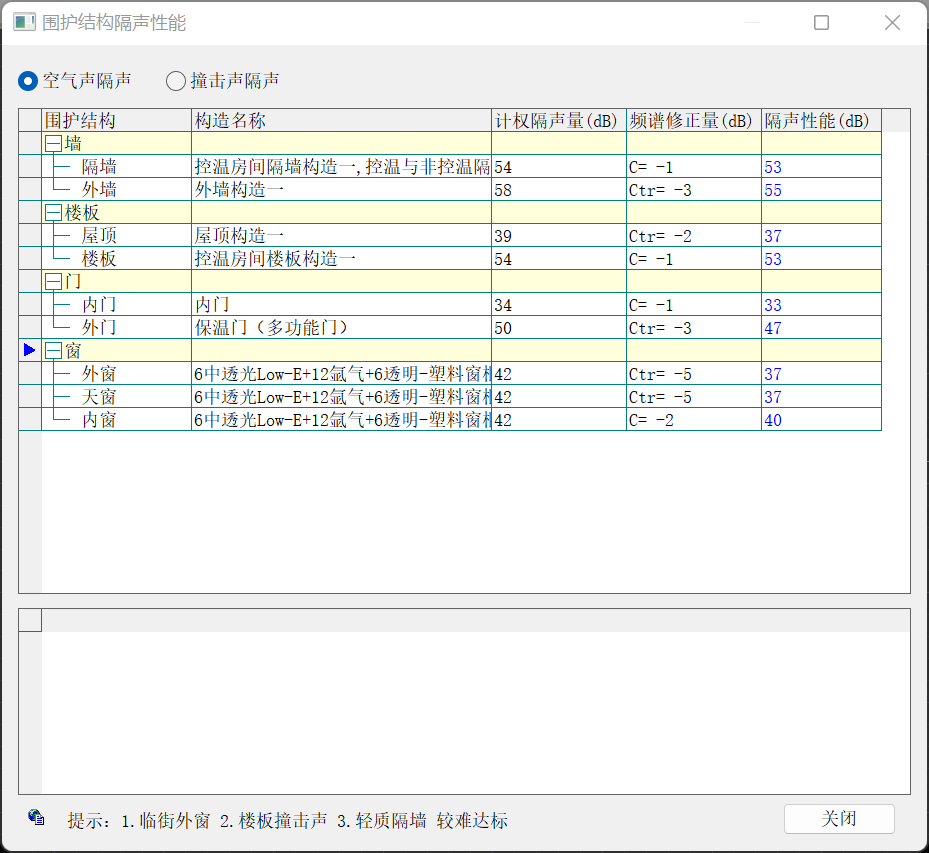 围护结构隔声性能
空气声隔声 撞击声隔声
围护结构 构造名称 计权隔声量(dB) 频谱修正量(dB) 隔声性能(dB)
墙
隔墙 控温房间隔墙构造一,控温与非控温隔 54 C= -1 53
外墙 外墙构造一 58 Ctr= -3 55
楼板
屋顶 屋顶构造一 39 Ctr= -2 37
楼板 控温房间楼板构造一 54 C= -1 53
门
内门 内门 34 C= -1 33
外门 保温门（多功能门） 50 Ctr= -3 47
窗
外窗 6中透光Low-E+12氩气+6透明-塑料窗 42 Ctr= -5 37
天窗 6中透光Low-E+12氩气+6透明-塑料窗 42 Ctr= -5 37
内窗 6中透光Low-E+12氩气+6透明-塑料窗 42 C= -2 40
提示: 1.临街外窗 2.楼板撞击声 3.轻质隔墙 较难达标
关闭